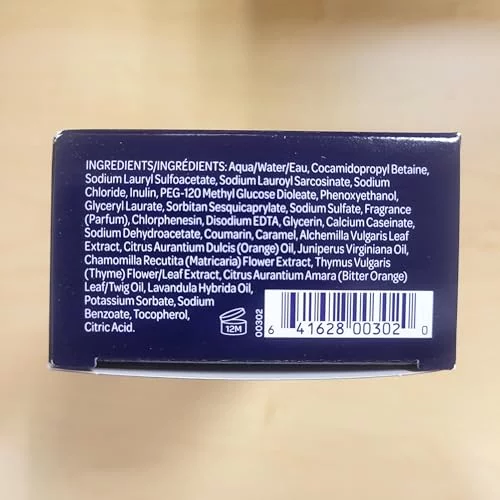 INGREDIENTS/INGRÉDIENTS: Aqua/Water/Eau, Cocamidopropyl Betaine,
Sodium Lauryl Sulfoacetate, Sodium Lauroyl Sarcosinate, Sodium
Chloride, Inulin, PEG-120 Methyl Glucose Dioleate, Phenoxyethanol,
Glyceryl Laurate, Sorbitan Sesquicaprylate, Sodium Sulfate, Fragrance
(Parfum), Chlorphenesin, Disodium EDTA, Glycerin, Calcium Caseinate,
Sodium Dehydroacetate, Coumarin, Caramel, Alchemilla Vulgaris Leaf
Extract, Citrus Aurantium Dulcis (Orange) Oil, Juniperus Virginiana Oil,
Chamomilla Recutita (Matricaria) Flower Extract, Thymus Vulgaris
(Thyme) Flower/Leaf Extract, Citrus Aurantium Amara (Bitter Orange)
Leaf/Twig Oil, Lavandula Hybrida Oil,
Potassium Sorbate, Sodium
Benzoate, Tocopherol,
Citric Acid.
12M
00302
6 41628 00302 0